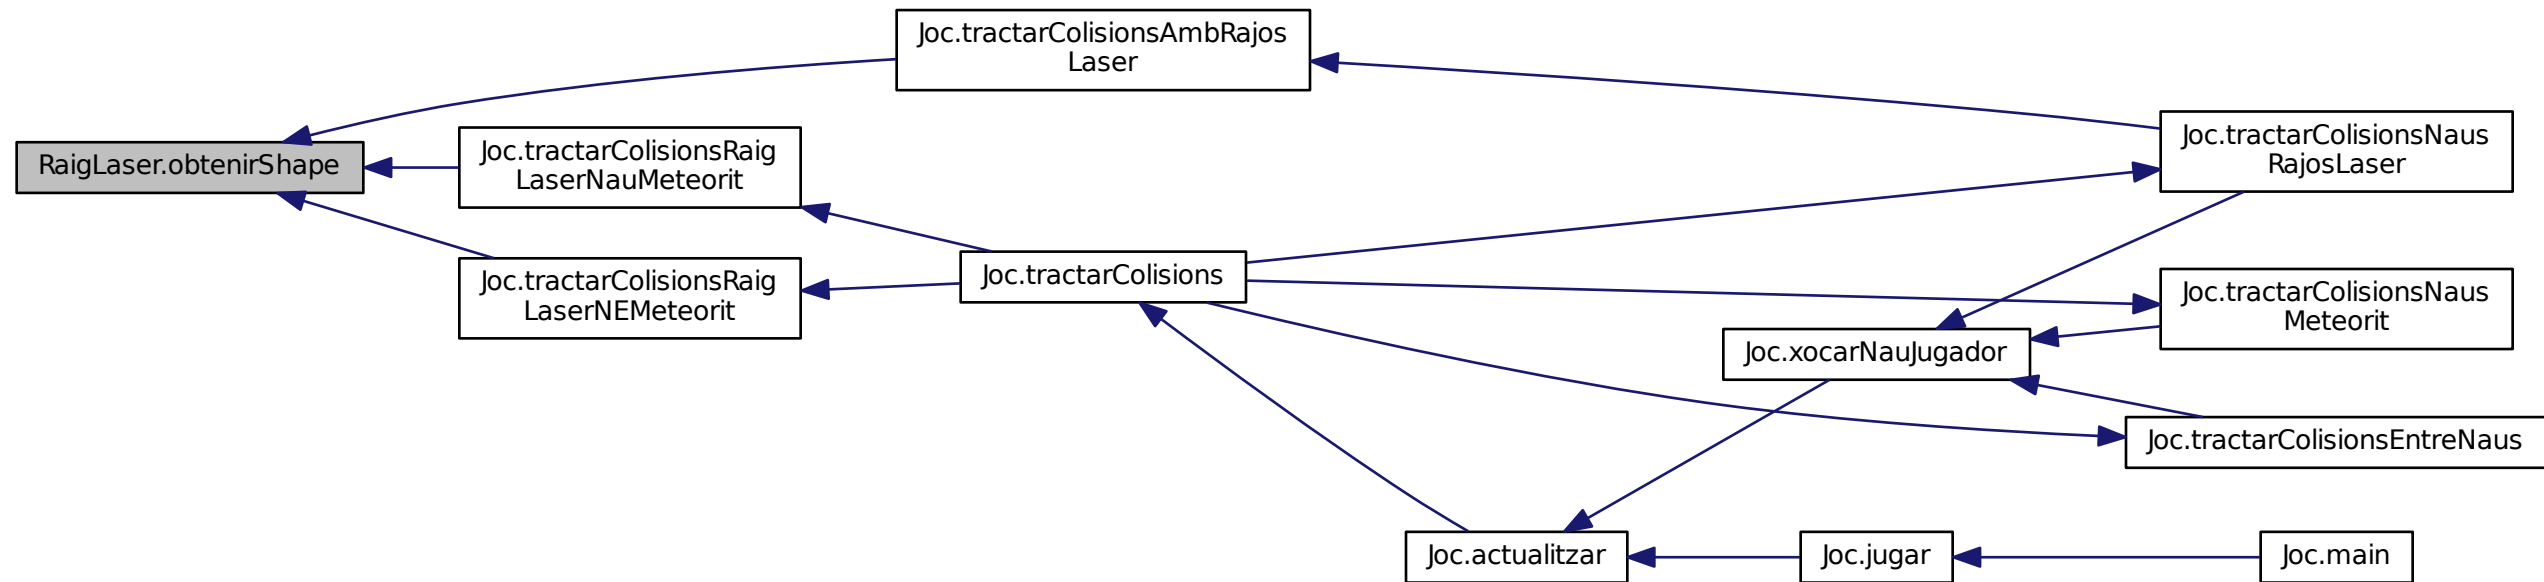 Joc.tractarColisionsAmbRajos
Laser
RaigLaser.obtenirShape
Joc.tractarColisionsRaig
LaserNauMeteorit
Joc.tractarColisionsNaus
RajosLaser
Joc.tractarColisionsRaig
LaserNEMeteorit
Joc.tractarColisions
Joc.tractarColisionsNaus
Meteorit
Joc.xocarNauJugador
Joc.tractarColisionsEntreNaus
Joc.actualitzar
Joc.jugar
Joc.main